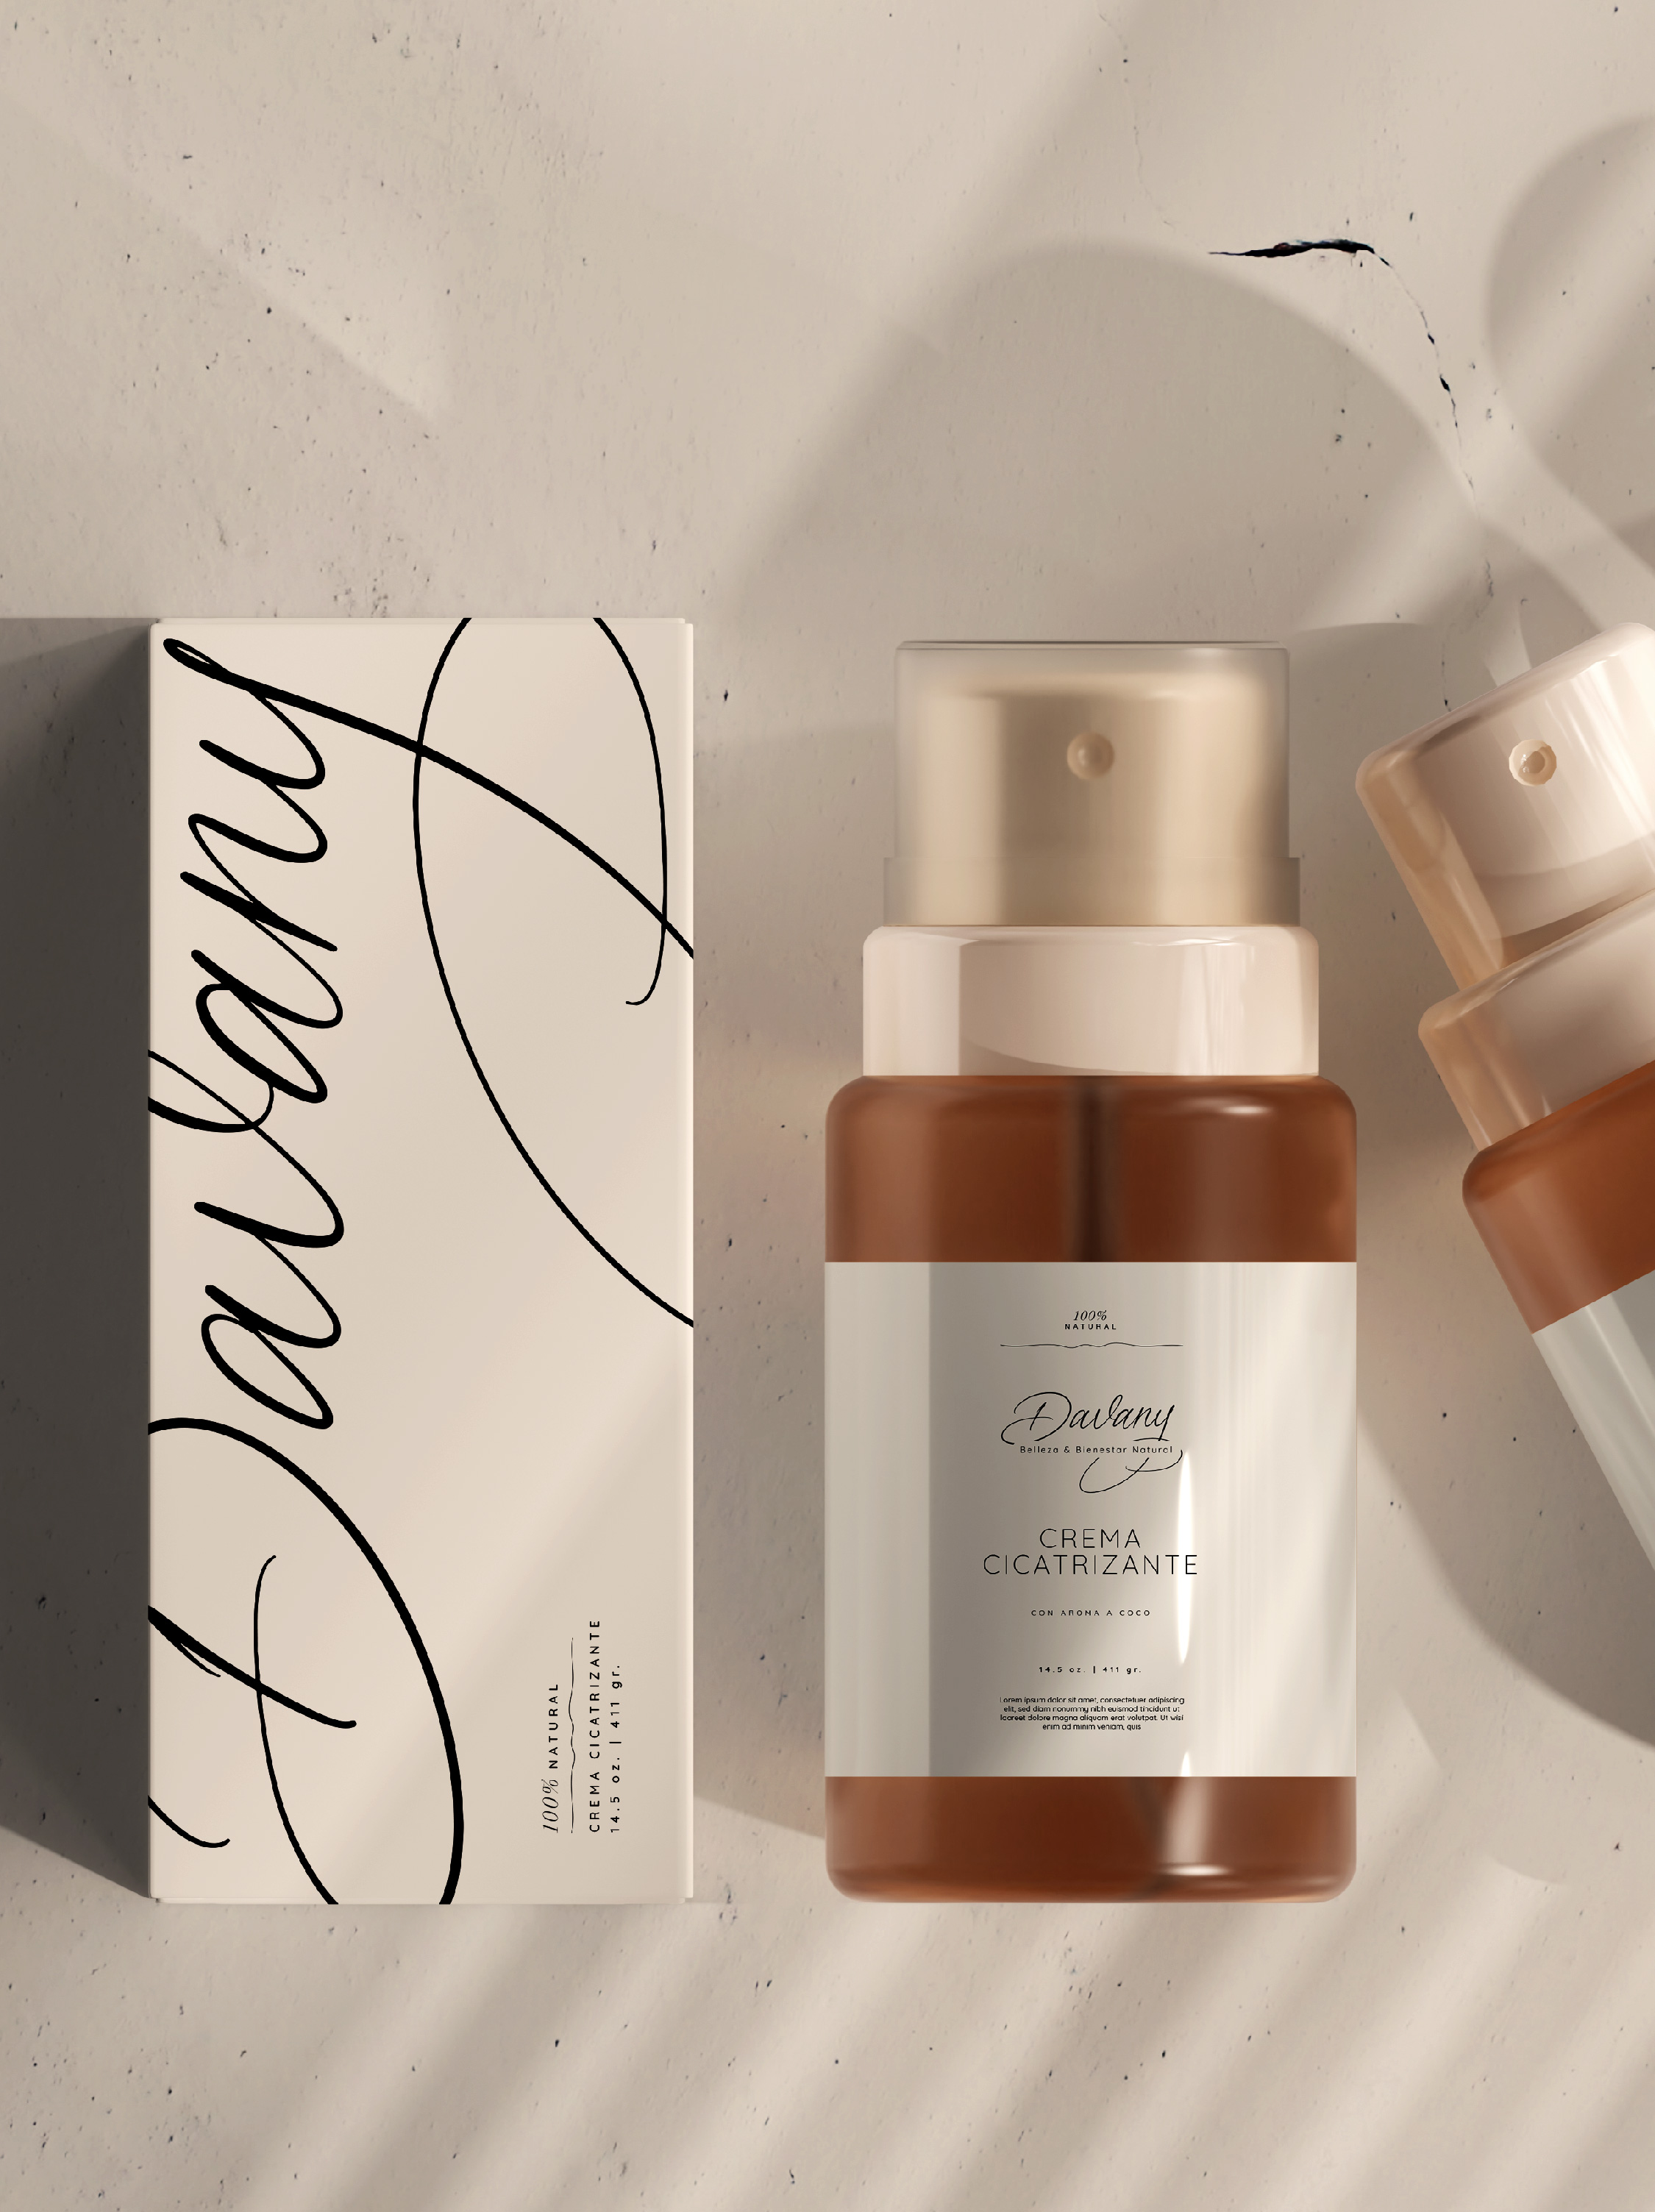 Davany
100% NATURAL
CREMA CICATRIZANTE
14.5 oz. | 411 gr.
100%
NATURAL
Davany
Belleza & Bienestar Natural
CREMA
CICATRIZANTE
CON AROMA A COCO
14.5 oz. | 411 gr.
Lorem ipsum dolor sit amet, consectetuer adipiscing
elit, sed diam nonummy nibh euismod tincidunt ut
laoreet dolore magna aliquam erat volutpat. Ut wisi
enim ad minim veniam, quis